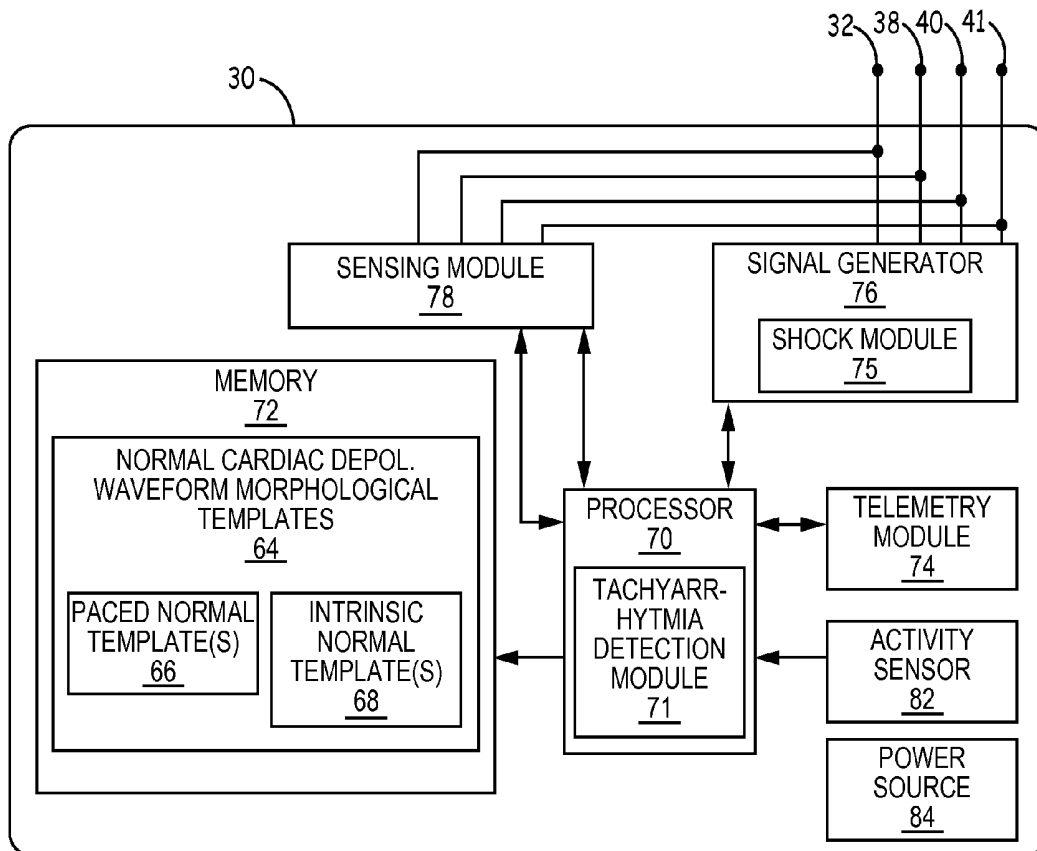 32 38 40 41
30
SENSING MODULE
78
SIGNAL GENERATOR
76
SHOCK MODULE
75
MEMORY
72
NORMAL CARDIAC DEPOL.
WAVEFORM MORPHOLOGICAL
TEMPLATES
64
PACED NORMAL
TEMPLATE(S)
66
INTRINSIC
NORMAL
TEMPLATE(S)
68
PROCESSOR
70
TACHYARR-
HYTMIA
DETECTION
MODULE
71
TELEMETRY
MODULE
74
ACTIVITY
SENSOR
82
POWER
SOURCE
84